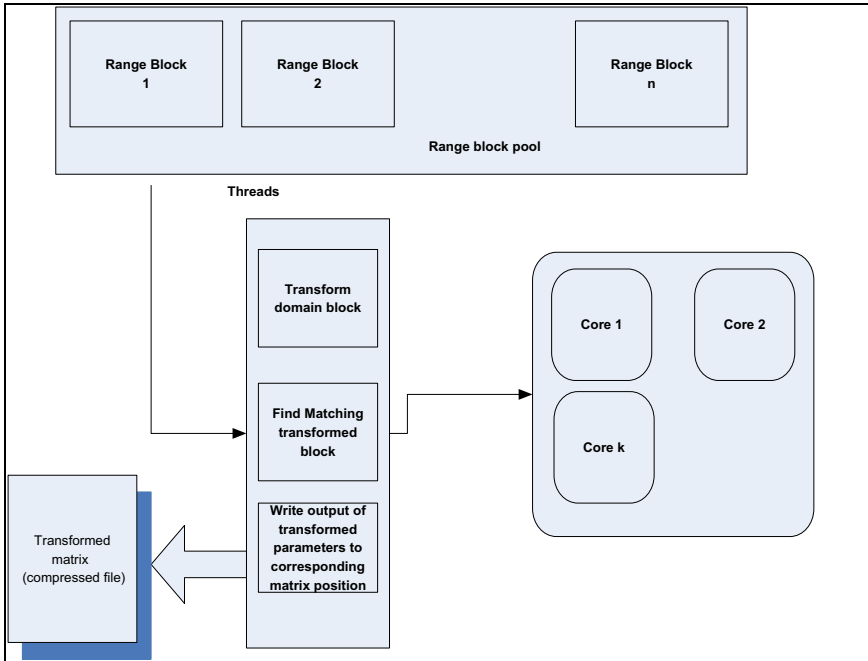 Range Block
1
Range Block
2
Range Block
n
Range block pool
Threads
Transform
domain block
Find Matching
transformed
block
Write output of
transformed
parameters to
corresponding
matrix position
Core 1
Core 2
Core k
Transformed
matrix
(compressed file)